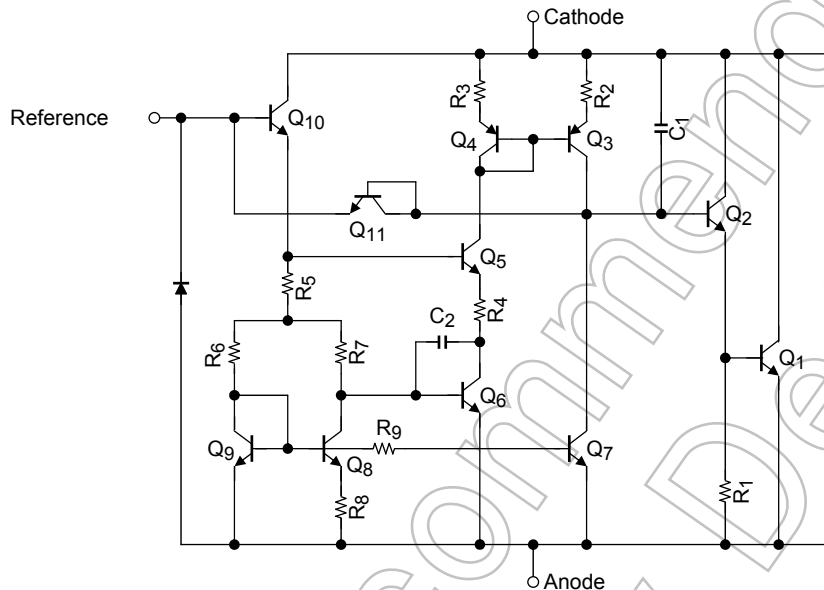 Cathode
R3
R2
Reference
Q10
Q4
Q3
C1
Q11
Q2
Q5
R5
R4
C2
R6
R7
Q1
Q6
R9
Q9
Q8
Q7
R8
R1
Anode